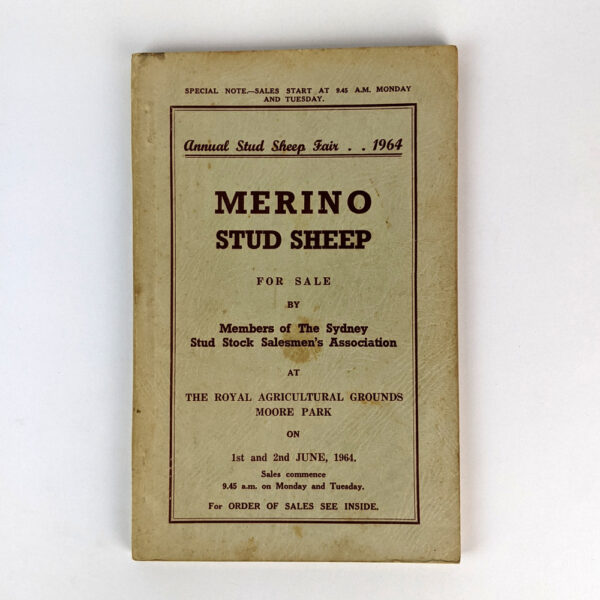 SPECIAL NOTE.—SALES START AT 9.45 A.M. MONDAY
AND TUESDAY.
Annual Stud Sheep Fair . . 1964
MERINO
STUD SHEEP
FOR SALE
BY
Members of The Sydney
Stud Stock Salesmen's Association
AT
THE ROYAL AGRICULTURAL GROUNDS
MOORE PARK
ON
1st and 2nd JUNE, 1964.
Sales commence
9.45 a.m. on Monday and Tuesday.
For ORDER OF SALES SEE INSIDE.